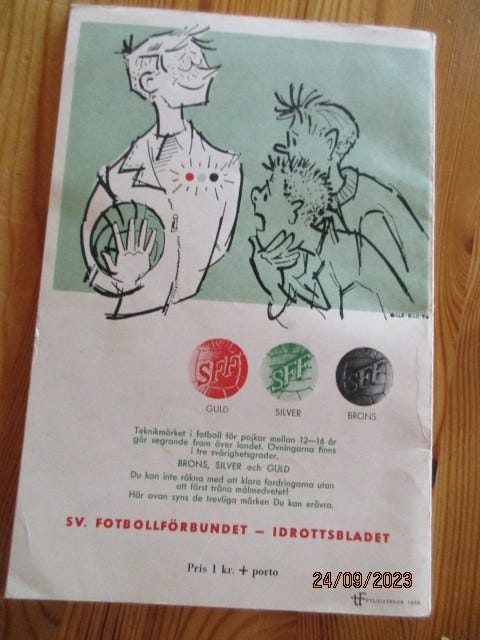 SFF SFF SFF
GULD SILVER BRONS
Teknikmärket i fotboll för pojkar mellan 12—16 år
går segrande fram över landet. Övningarna finns
i tre svårighetsgrader.
BRONS, SILVER och GULD
Du kan inte räkna med att klara fordringarna utan
att först träna målmedvetet!
Här ovan syns de trevliga märken Du kan erövra.
SV. FOTBOLLFÖRBUNDET — IDROTTSBLADET
Pris 1 kr. + porto
24/09/2023